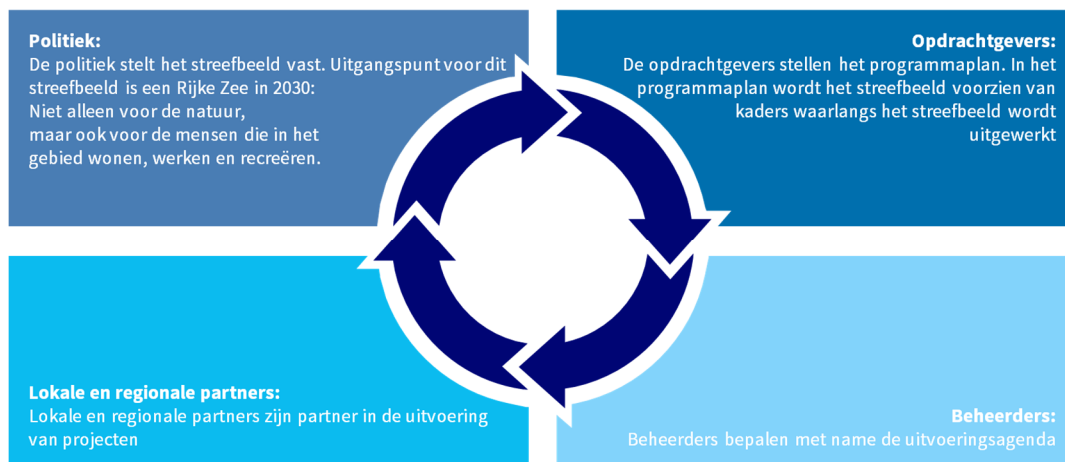 Politiek:
De politiek stelt het streefbeeld vast. Uitgangspunt voor dit
streefbeeld is een Rijke Zee in 2030:
Niet alleen voor de natuur,
maar ook voor de mensen die in het
gebied wonen, werken en recreëren.
Opdrachtgevers:
De opdrachtgevers stellen het programmaplan. In het
programmaplan wordt het streefbeeld voorzien van
kaders waarlangs het streefbeeld wordt
uitgewerkt
Lokale en regionale partners:
Lokale en regionale partners zijn partner in de uitvoering
van projecten
Beheerders:
Beheerders bepalen met name de uitvoeringsagenda